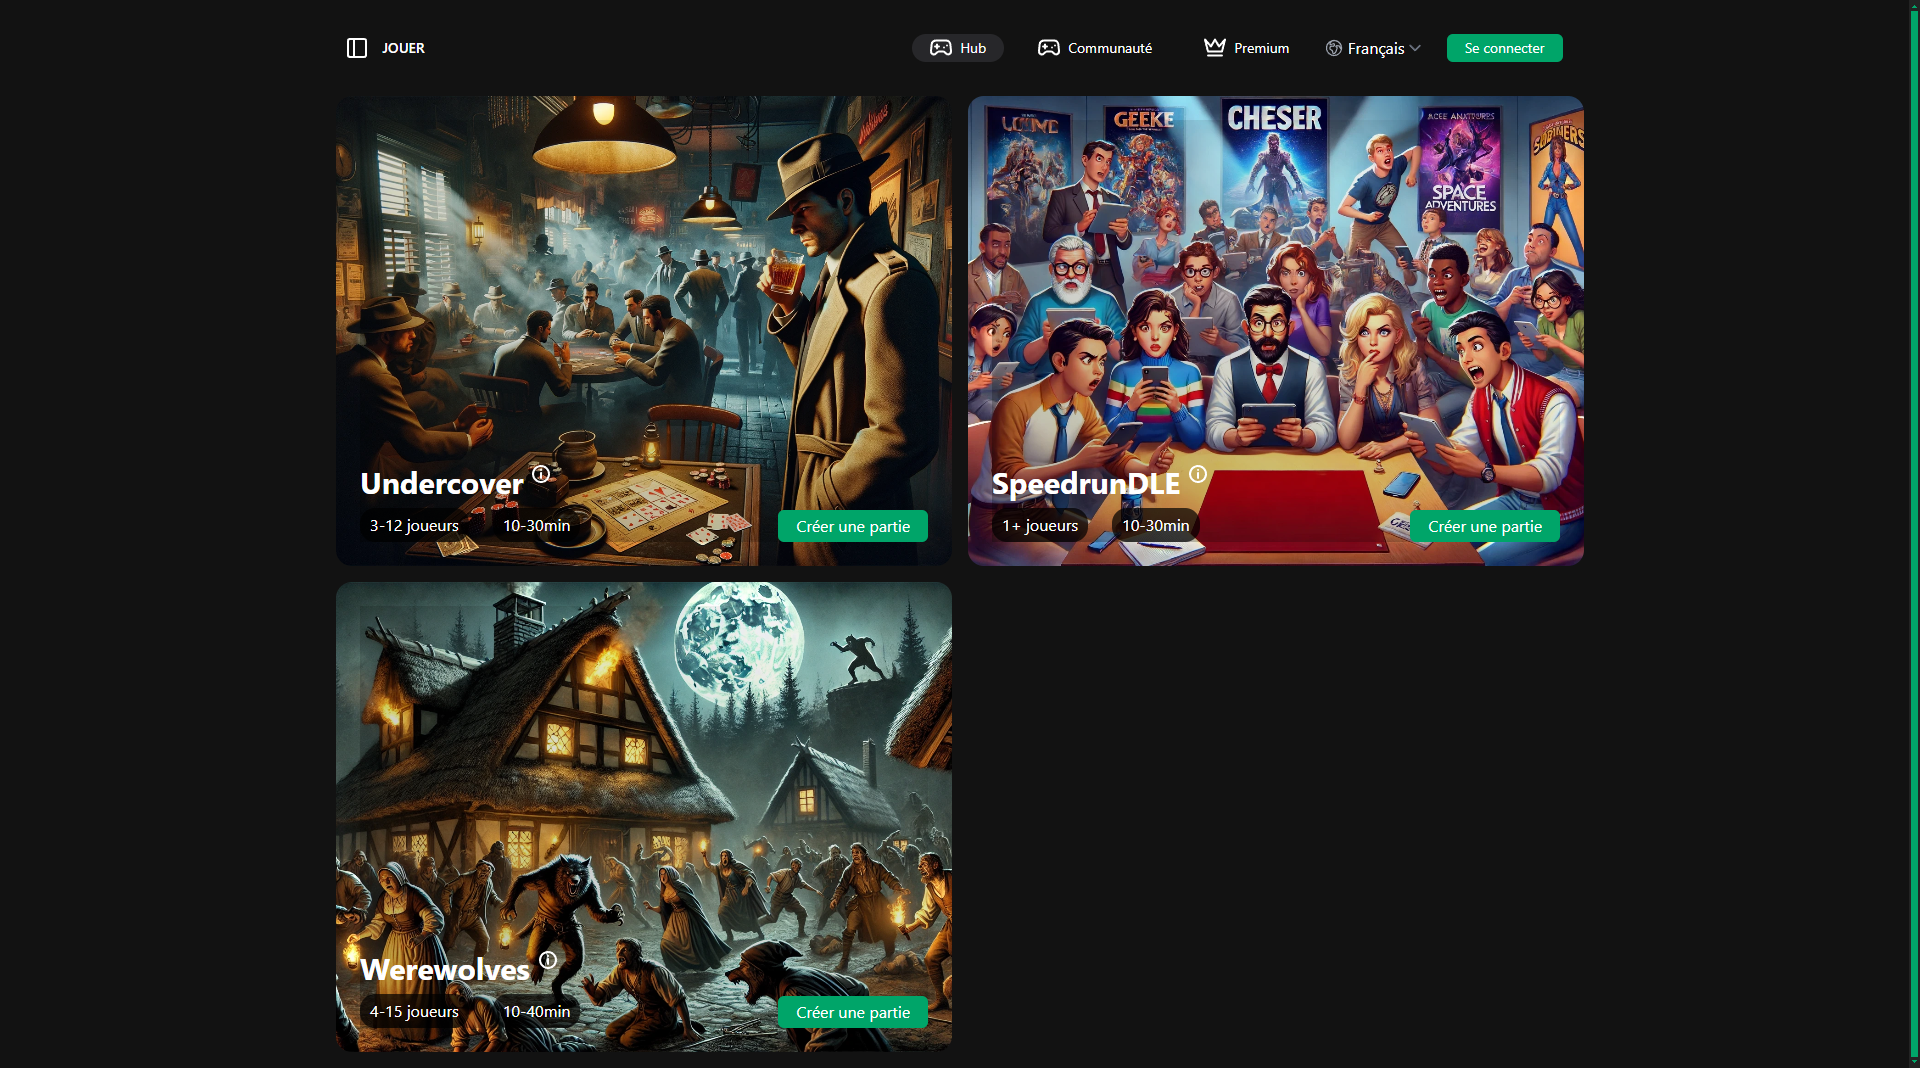 JOUER
Hub
Communauté
Premium
Français
Se connecter
GEEKE
CHESER
SPACE
ADVENTURES
Undercover
3-12 joueurs
10-30min
Créer une partie
SpeedrunDLE
1+ joueurs
10-30min
Créer une partie
Werewolves
4-15 joueurs
10-40min
Créer une partie